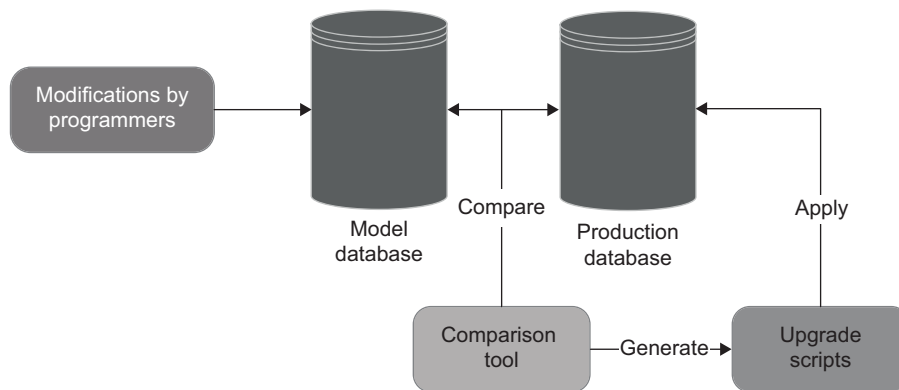 Modifications by
programmers
Compare
Model
database
Production
database
Apply
Comparison
tool
Generate
Upgrade
scripts